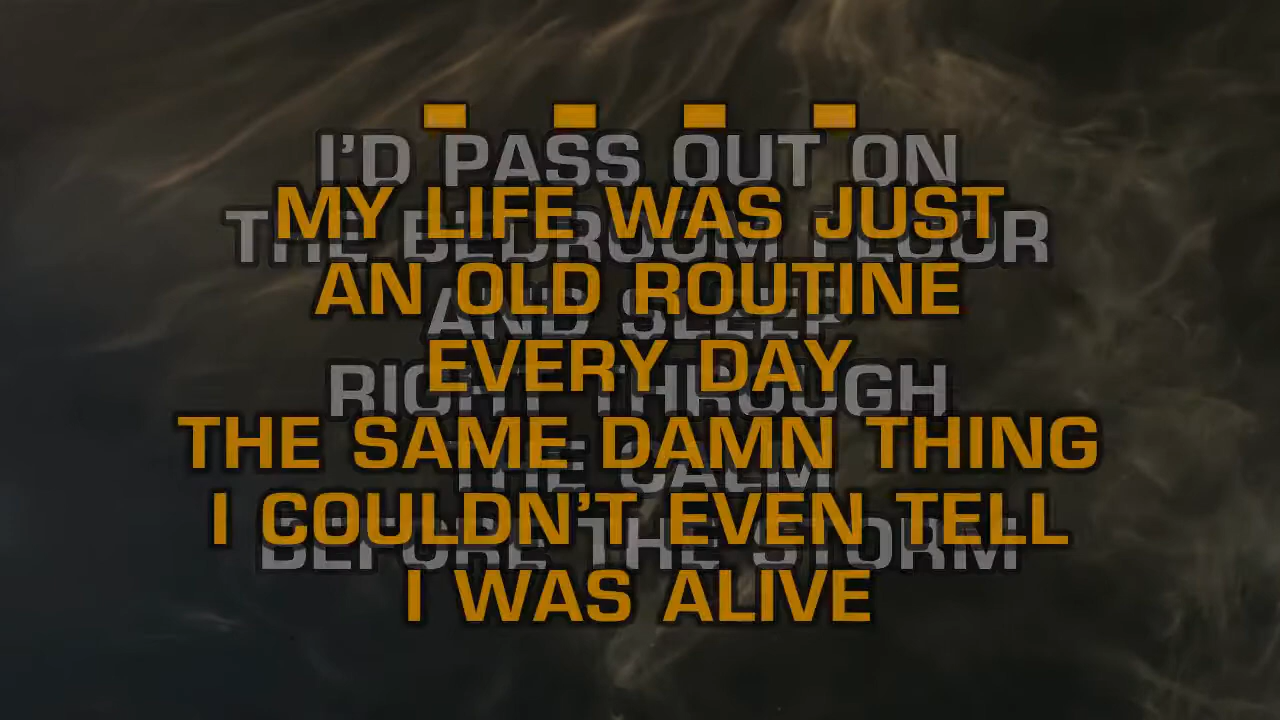 I'D PASS OUT ON
MY LIFE WAS JUST
THE BEDROOM FLOOR
AN OLD ROUTINE
AND SLEEP
EVERY DAY
RIGHT THROUGH
THE SAME DAMN THING
THE CALM
I COULDN'T EVEN TELL
BEFORE THE STORM
I WAS ALIVE